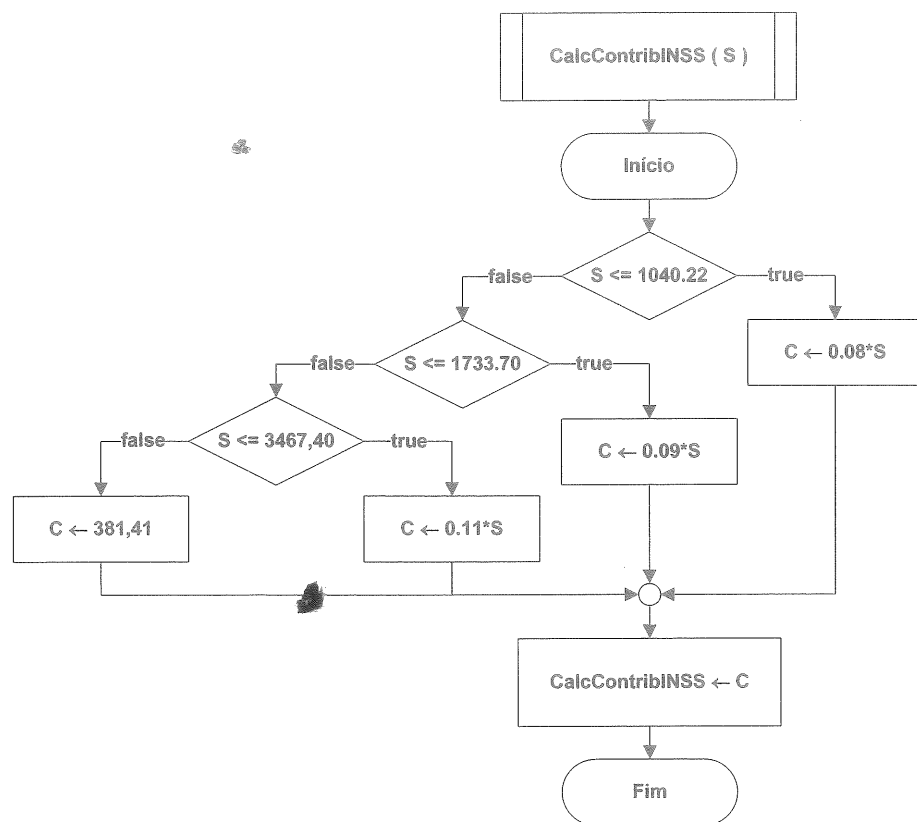 CalcContribINSS ( S )
Início
S <= 1040.22
false
true
C ← 0.08*S
S <= 1733.70
false
true
C ← 0.09*S
S <= 3467,40
false
true
C ← 381,41
C ← 0.11*S
CalcContribINSS ← C
Fim